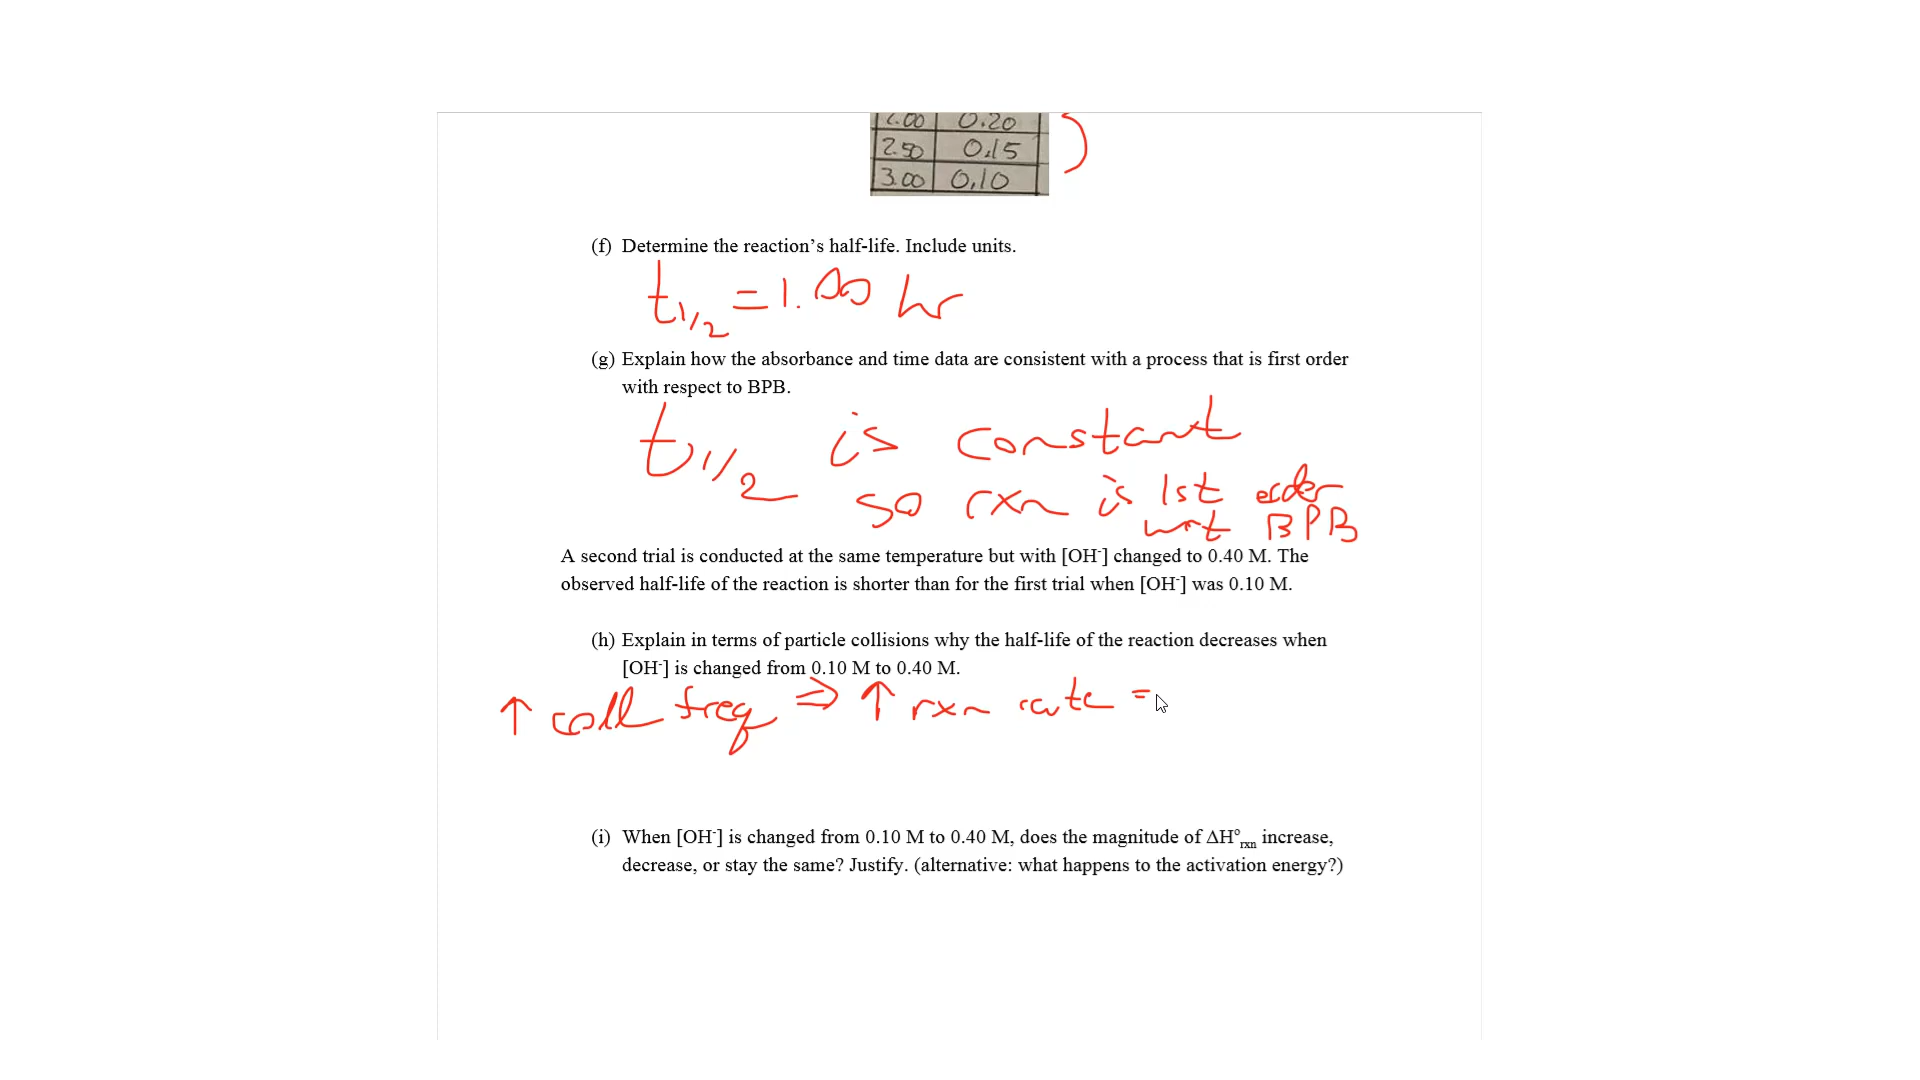 2.00 0.20
2.50 0.15
3.00 0.10
(f) Determine the reaction’s half-life. Include units.
t1/2 = 1.00 hr
(g) Explain how the absorbance and time data are consistent with a process that is first order
with respect to BPB.
t1/2 is constant
so rxn is 1st order
wrt BPB
A second trial is conducted at the same temperature but with [OH-] changed to 0.40 M. The
observed half-life of the reaction is shorter than for the first trial when [OH-] was 0.10 M.
(h) Explain in terms of particle collisions why the half-life of the reaction decreases when
[OH-] is changed from 0.10 M to 0.40 M.
↑ coll freq ⇒ ↑ rxn rate =
(i) When [OH-] is changed from 0.10 M to 0.40 M, does the magnitude of ΔH°rxn increase,
decrease, or stay the same? Justify. (alternative: what happens to the activation energy?)